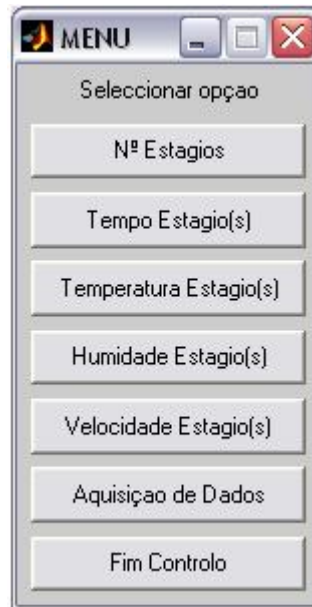 MENU
Seleccionar opçao
Nº Estagios
Tempo Estagio(s)
Temperatura Estagio(s)
Humidade Estagio(s)
Velocidade Estagio(s)
Aquisiçao de Dados
Fim Controlo